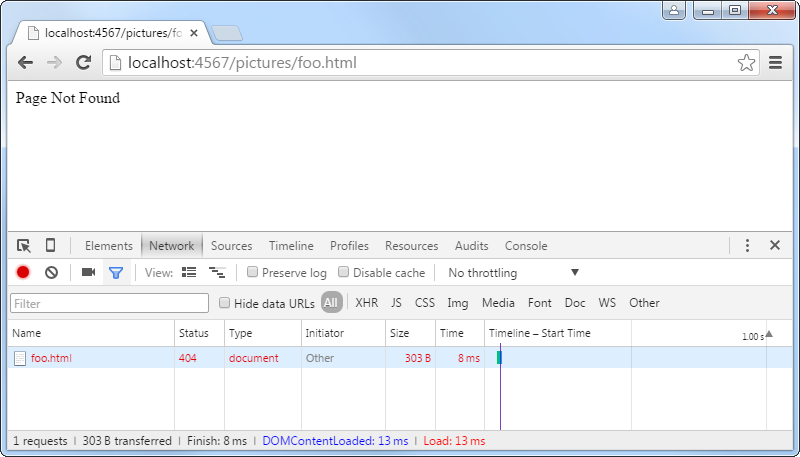 localhost:4567/pictures/fo
localhost:4567/pictures/foo.html
Page Not Found
Elements Network Sources Timeline Profiles Resources Audits Console
View: Preserve log Disable cache No throttling
Filter Hide data URLs All XHR JS CSS Img Media Font Doc WS Other
Name Status Type Initiator Size Time Timeline – Start Time 1.00 s
foo.html 404 document Other 303 B 8 ms
1 requests | 303 B transferred | Finish: 8 ms | DOMContentLoaded: 13 ms | Load: 13 ms